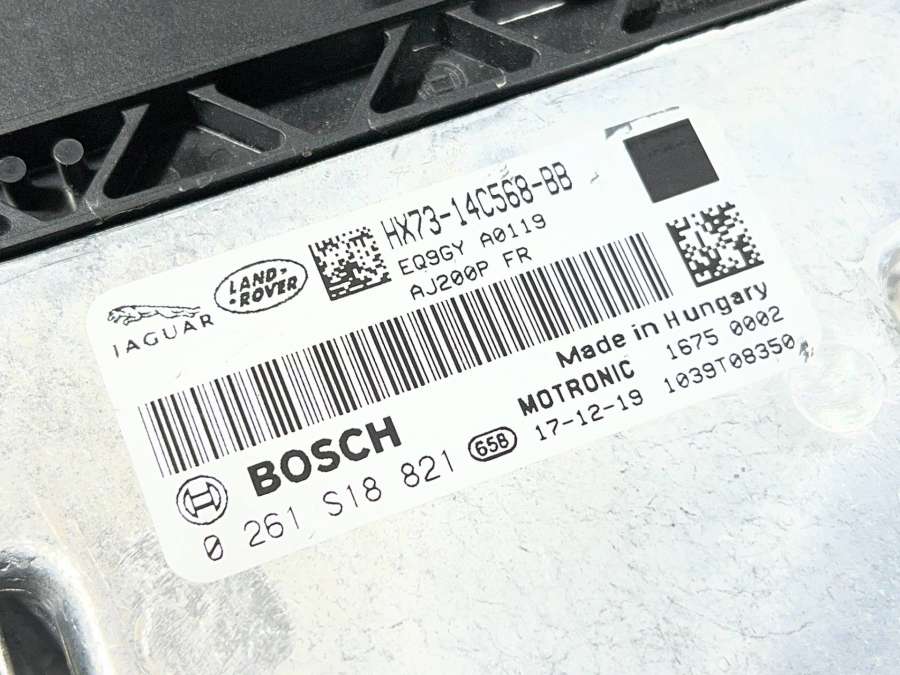 JAGUAR
LAND-
ROVER
HX73-14C568-BB
EQ9GY A0119
AJ200P FR
Made in Hungary
BOSCH
MOTRONIC 1675 0002
0 261 S18 821 658 17-12-19 1039T08350